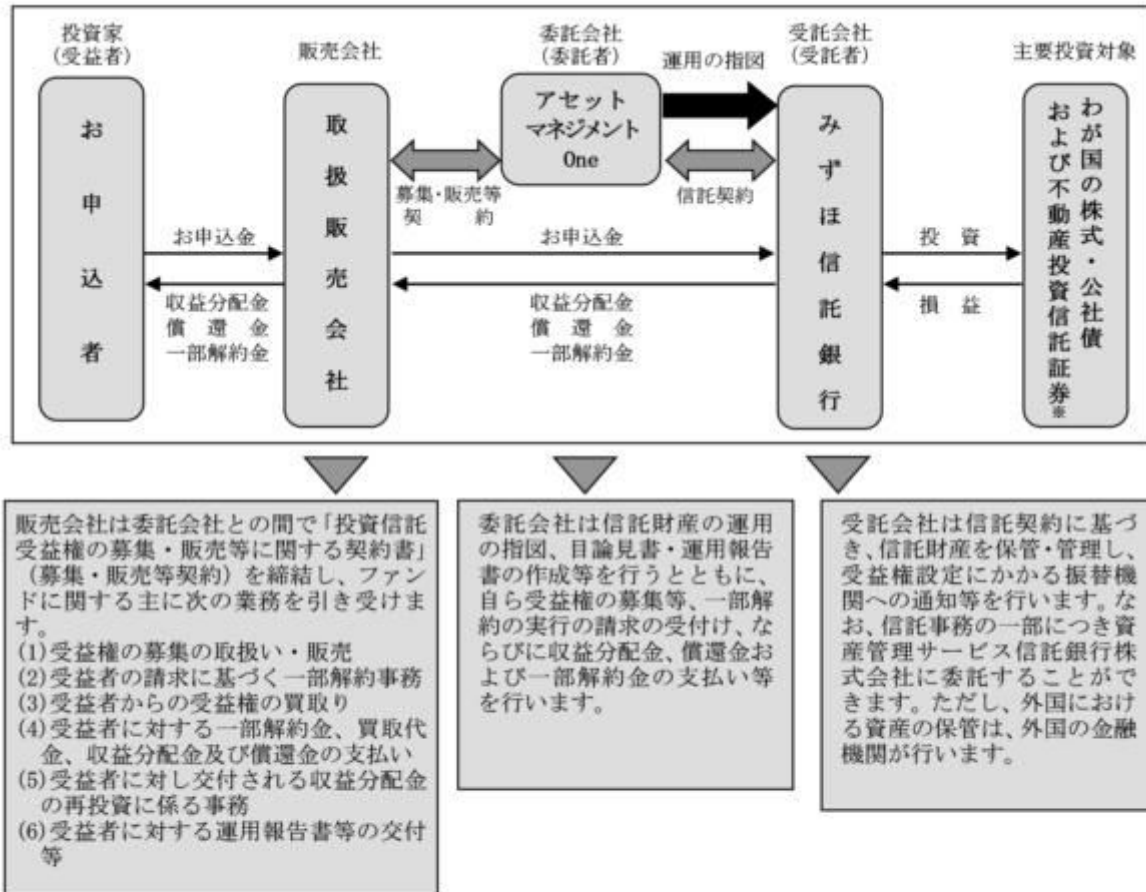 投資家
(受益者)
販売会社
委託会社
(委託者)
受託会社
(受託者)
主要投資対象
運用の指図
お申込者
取扱販売会社
アセット
マネジメント
One
みずほ信託銀行
わが国の株式・公社債
および不動産投資信託証券※
募集・販売等
契　約
信託契約
お申込金
お申込金
投　資
収益分配金
償　還　金
一部解約金
収益分配金
償　還　金
一部解約金
損　益
販売会社は委託会社との間で「投資信託
受益権の募集・販売等に関する契約書」
（募集・販売等契約）を締結し、ファン
ドに関する主に次の業務を引き受けま
す。
(1)受益権の募集の取扱い・販売
(2)受益者の請求に基づく一部解約事務
(3)受益者からの受益権の買取り
(4)受益者に対する一部解約金、買取代
金、収益分配金及び償還金の支払い
(5)受益者に対し交付される収益分配金
の再投資に係る事務
(6)受益者に対する運用報告書等の交付
等
委託会社は信託財産の運用
の指図、目論見書・運用報告
書の作成等を行うとともに、
自ら受益権の募集等、一部解
約の実行の請求の受付け、な
らびに収益分配金、償還金お
よび一部解約金の支払い等
を行います。
受託会社は信託契約に基づ
き、信託財産を保管・管理し、
受益権設定にかかる振替機
関への通知等を行います。な
お、信託事務の一部につき資
産管理サービス信託銀行株
式会社に委託することがで
きます。ただし、外国におけ
る資産の保管は、外国の金融
機関が行います。